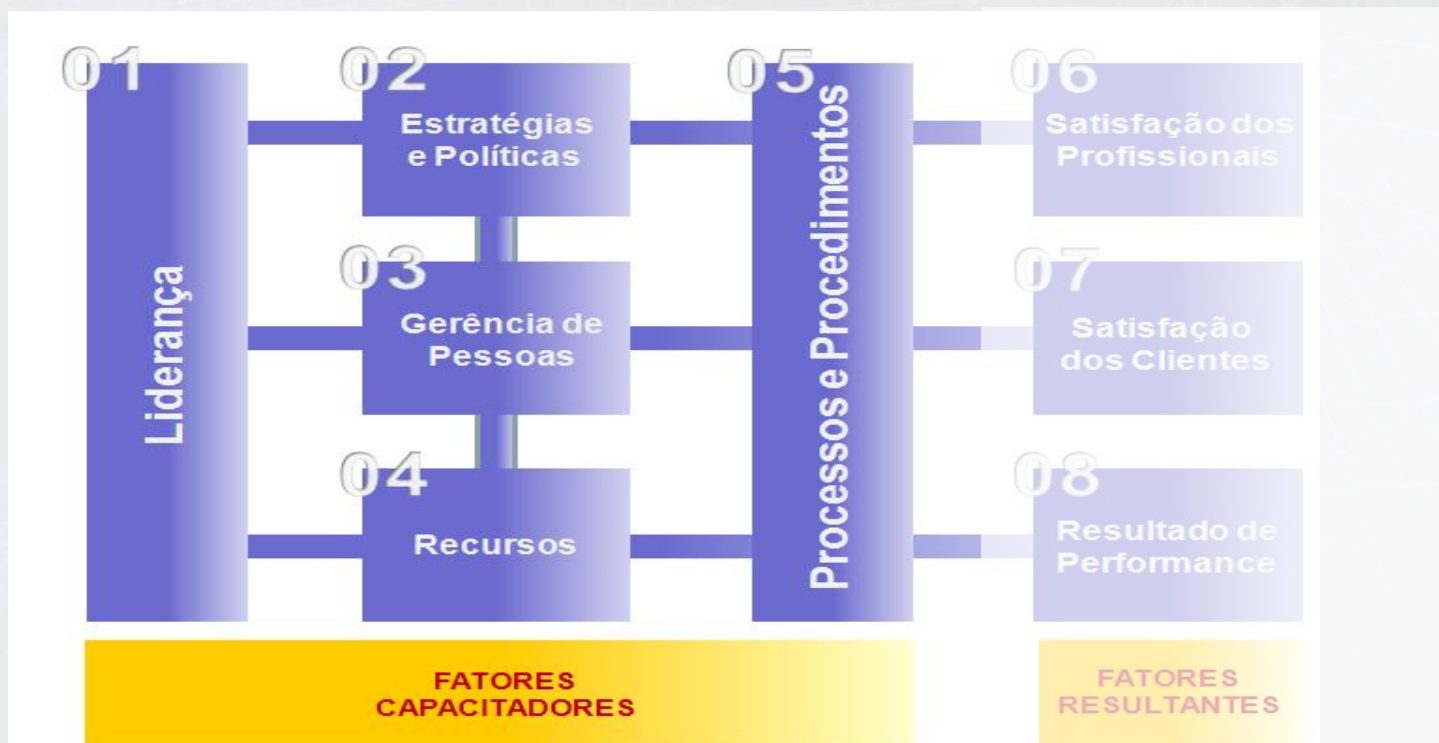 01
Liderança
02
Estratégias
e Políticas
03
Gerência de
Pessoas
04
Recursos
05
Processos e Procedimentos
06
Satisfação dos
Profissionais
07
Satisfação
dos Clientes
08
Resultado de
Performance
FATORES
CAPACITADORES
FATORES
RESULTANTES